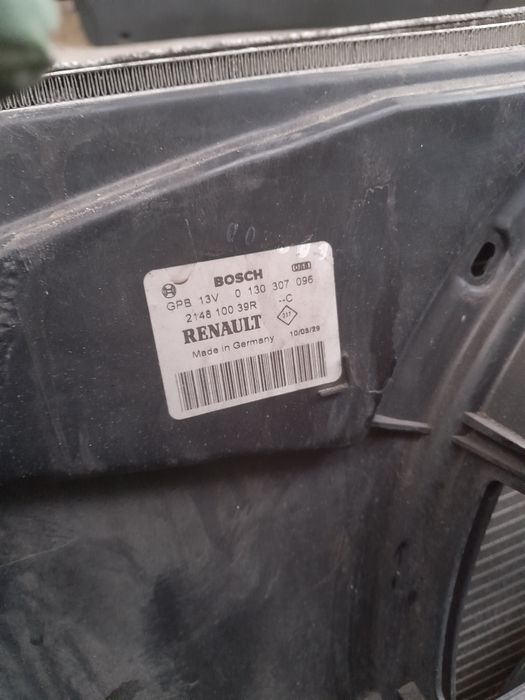 BOSCH
GPB 13V 0 130 307 096
2148 100 39R --C
RENAULT
Made in Germany 10/03/29